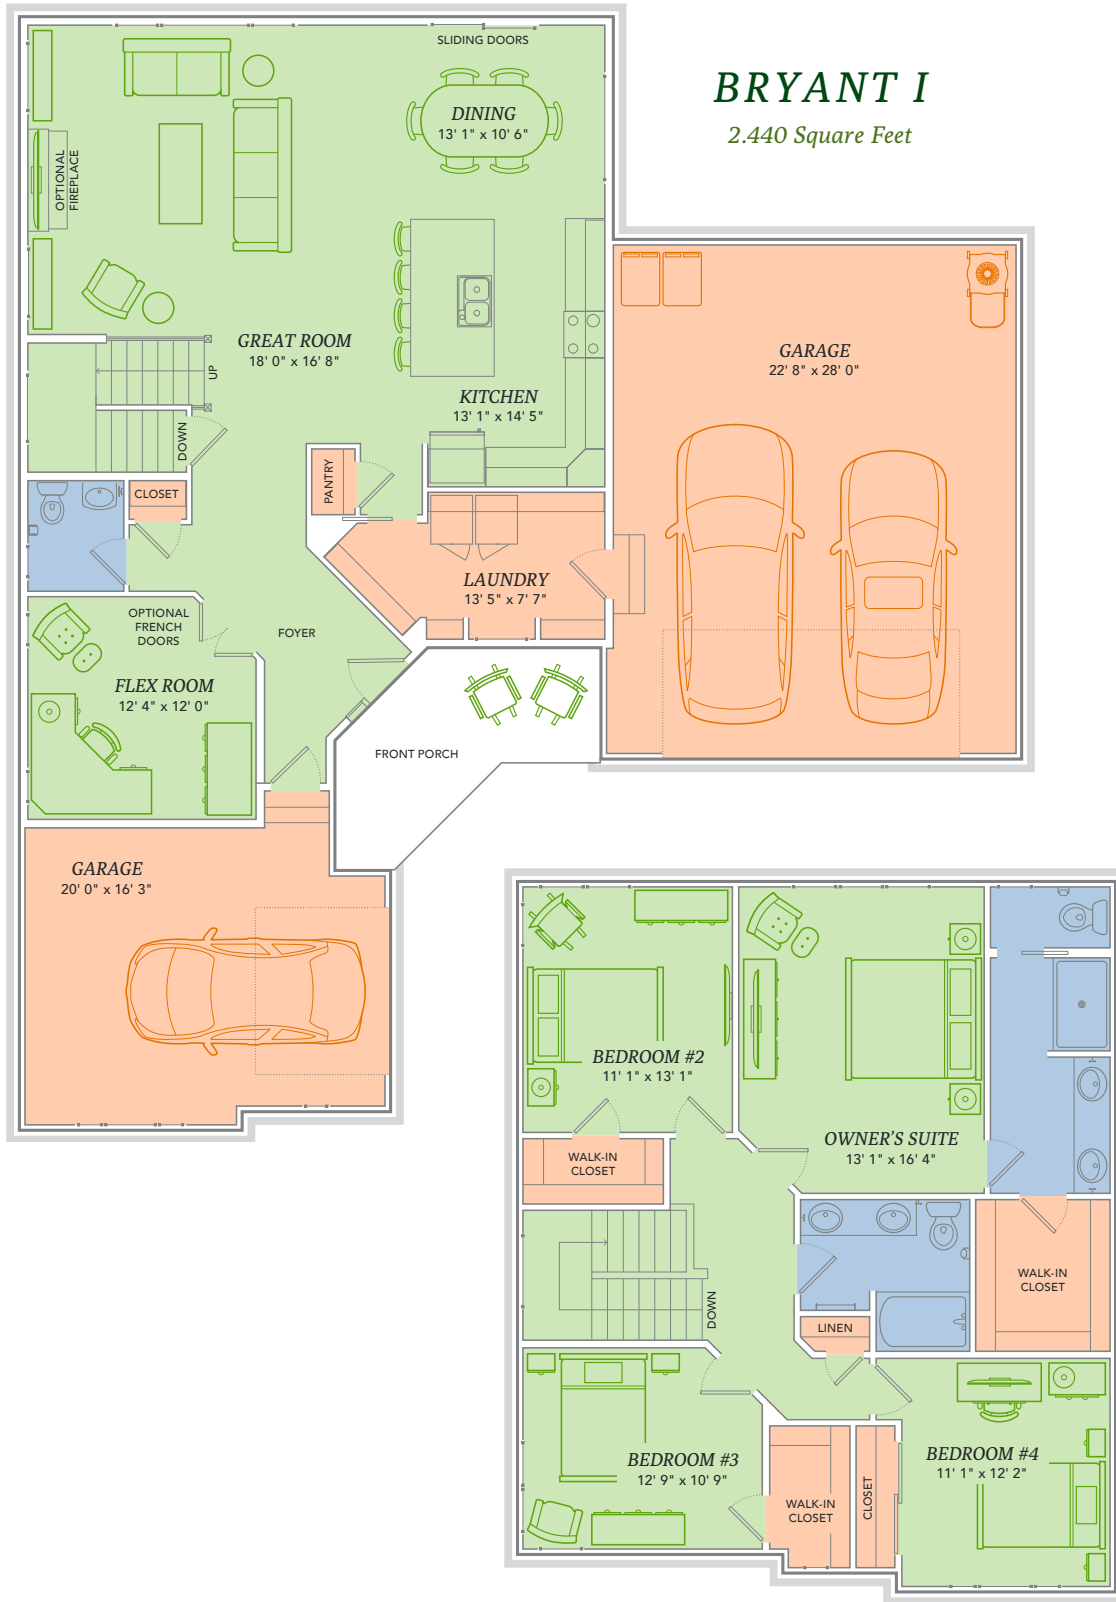 BRYANT I
2.440 Square Feet
SLIDING DOORS
DINING
13' 1" x 10' 6"
OPTIONAL
FIREPLACE
GREAT ROOM
18' 0" x 16' 8"
UP
KITCHEN
13' 1" x 14' 5"
GARAGE
22' 8" x 28' 0"
DOWN
PANTRY
CLOSET
LAUNDRY
13' 5" x 7' 7"
OPTIONAL
FRENCH
DOORS
FOYER
FLEX ROOM
12' 4" x 12' 0"
FRONT PORCH
GARAGE
20' 0" x 16' 3"
BEDROOM #2
11' 1" x 13' 1"
OWNER'S SUITE
13' 1" x 16' 4"
WALK-IN
CLOSET
WALK-IN
CLOSET
DOWN
LINEN
BEDROOM #3
12' 9" x 10' 9"
BEDROOM #4
11' 1" x 12' 2"
WALK-IN
CLOSET
CLOSET